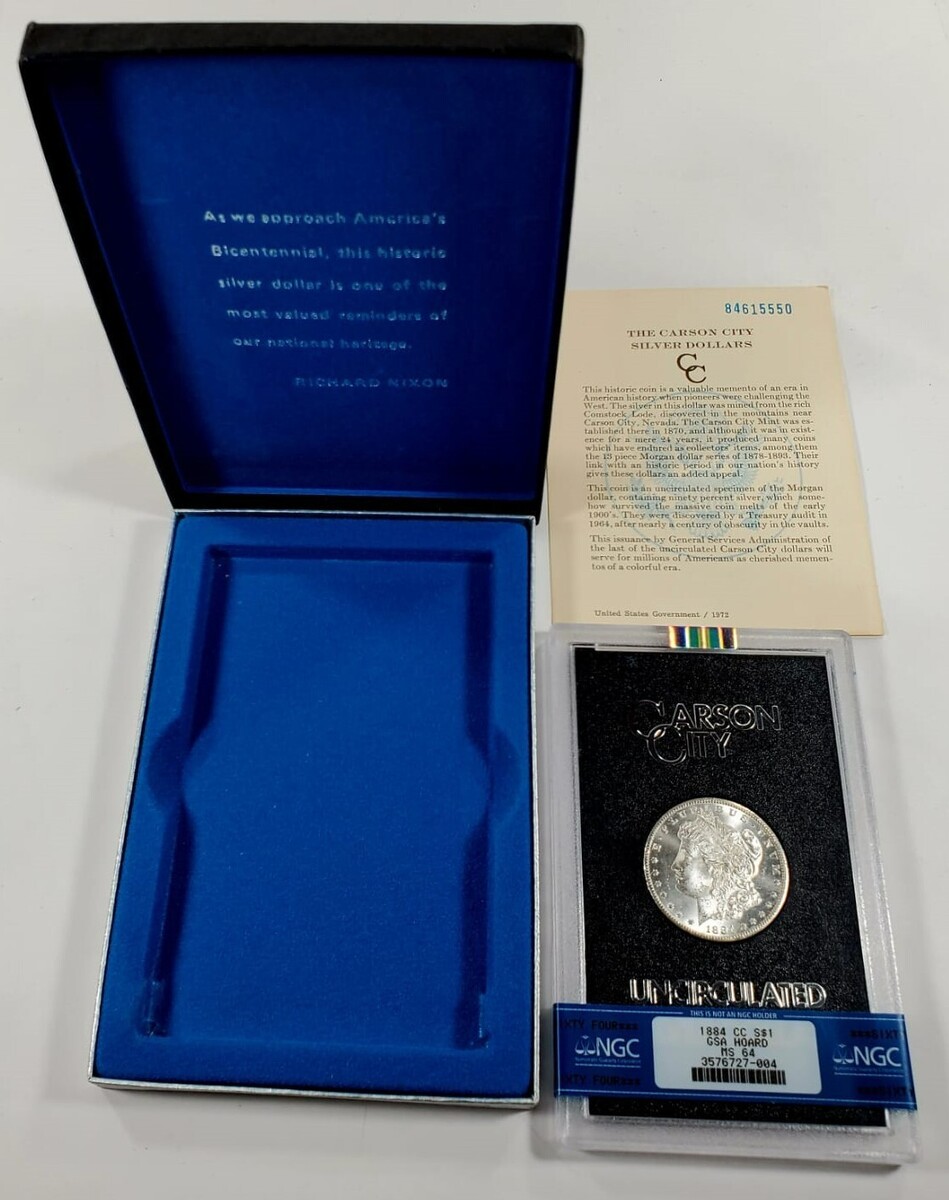 As we approach America's
Bicentennial, this historic
silver dollar is one of the
most valued reminders of
our national heritage.
RICHARD NIXON
84615550
THE CARSON CITY
SILVER DOLLARS
CC
This historic coin is a valuable memento of an era in
American history when pioneers were challenging the
West. The silver in this dollar was mined from the rich
Comstock Lode, discovered in the mountains near
Carson City, Nevada. The Carson City Mint was es-
tablished there in 1870, and although it was in exist-
ence for a mere 24 years, it produced many coins
which have endured as collectors' items, among them
the 13 piece Morgan dollar series of 1878-1893. Their
link with an historic period in our nation's history
gives these dollars an added appeal.
This coin is an uncirculated specimen of the Morgan
dollar, containing ninety percent silver, which some-
how survived the massive coin melts of the early
1900's. They were discovered by a Treasury audit in
1964, after nearly a century of obscurity in the vaults.
This issuance by General Services Administration of
the last of the uncirculated Carson City dollars will
serve for millions of Americans as cherished memen-
tos of a colorful era.
United States Government / 1972
CARSON
CITY
E PLURIBUS UNUM
1884
UNCIRCULATED
THIS IS NOT AN NGC HOLDER
IXTY FOUR***
NGC
IXTY FOUR***
1884 CC S$1
GSA HOARD
MS 64
3576727-004
***SIXT
NGC